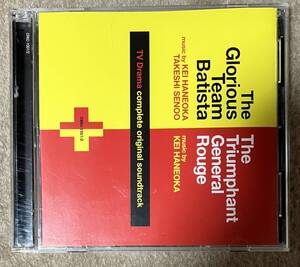 The
Glorious
Team
Batista
music by KEI HANEOKA
TAKESHI SENOO
The
Triumphant
General
Rouge
music by KEI HANEOKA
TV Drama complete original soundtrack